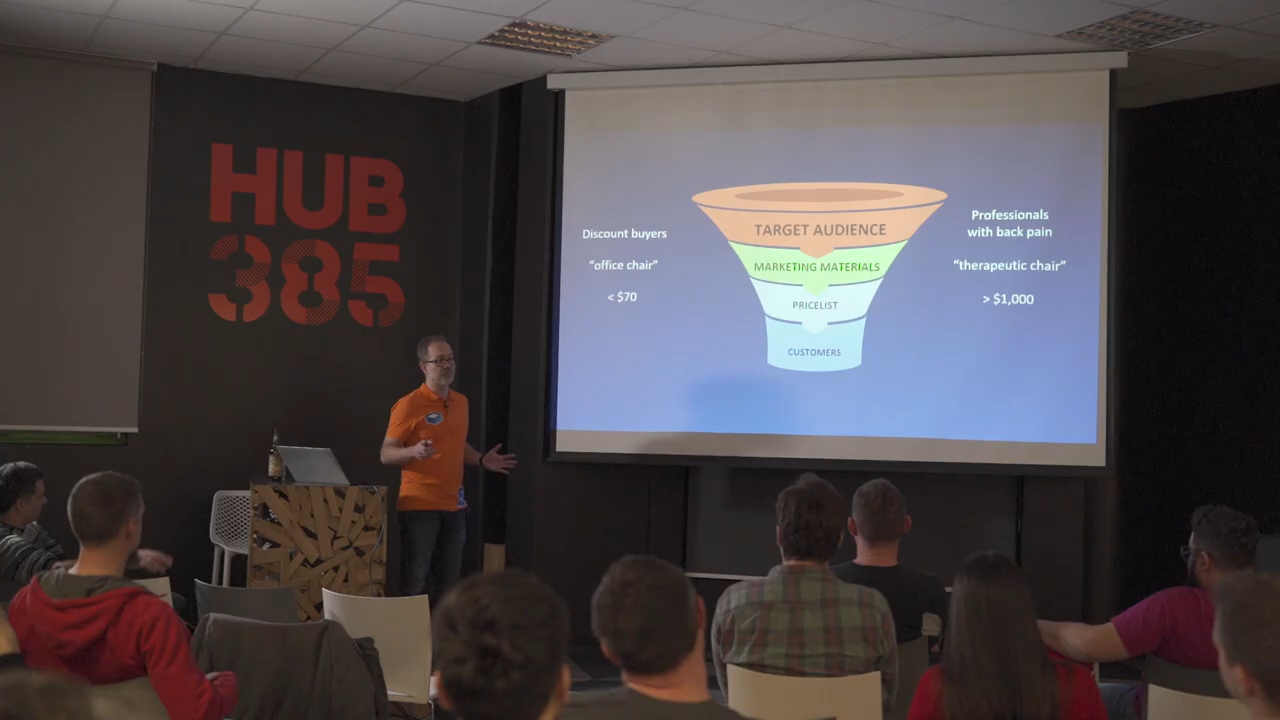 HUB
385
Discount buyers
"office chair"
< $70
TARGET AUDIENCE
MARKETING MATERIALS
PRICELIST
CUSTOMERS
Professionals
with back pain
"therapeutic chair"
> $1,000